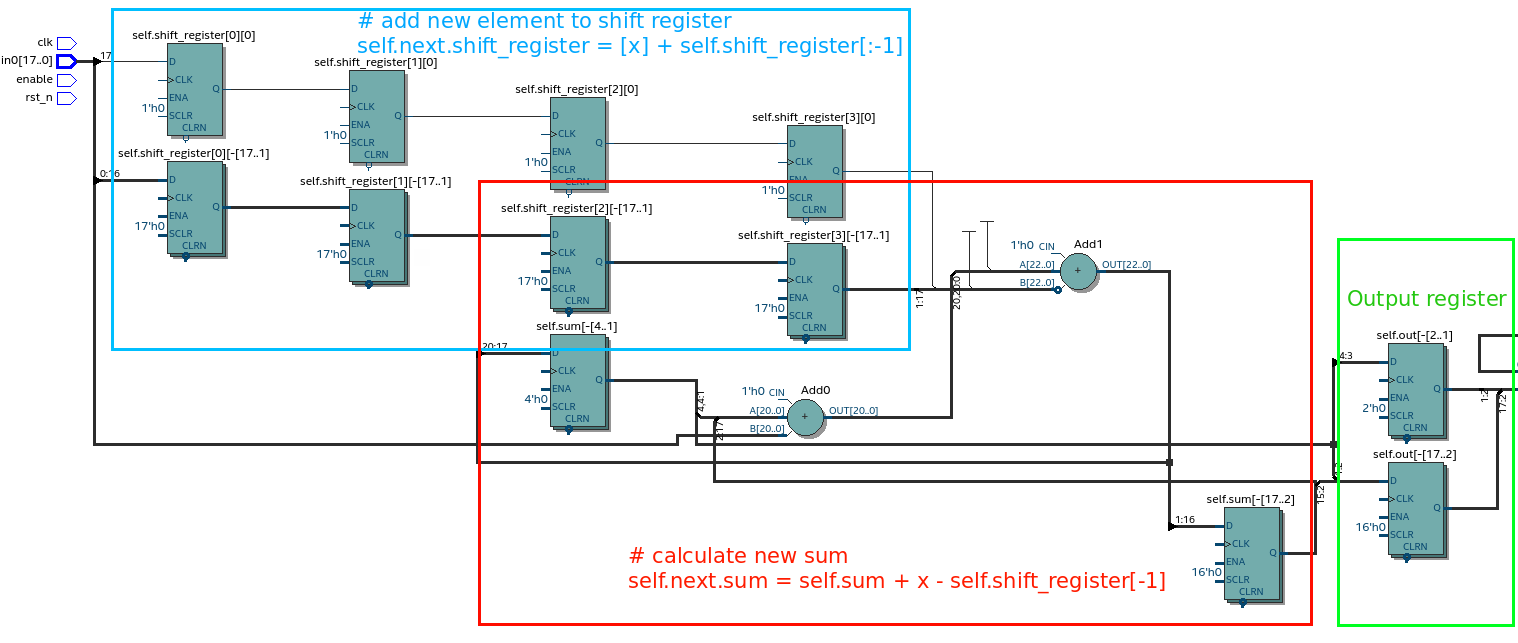 # add new element to shift register
self.next.shift_register = [x] + self.shift_register[:-1]
clk
in0[17..0]
enable
rst_n
17
0:16
self.shift_register[0][0]
D
CLK
ENA
1'h0
SCLR
CLRN
Q
self.shift_register[1][0]
D
CLK
ENA
1'h0
SCLR
CLRN
Q
self.shift_register[2][0]
D
CLK
ENA
1'h0
SCLR
CLRN
Q
self.shift_register[3][0]
D
CLK
ENA
1'h0
SCLR
CLRN
Q
self.shift_register[0][-[17..1]
D
CLK
ENA
17'h0
SCLR
CLRN
Q
self.shift_register[1][-[17..1]
D
CLK
ENA
17'h0
SCLR
CLRN
Q
self.shift_register[2][-[17..1]
D
CLK
ENA
17'h0
SCLR
CLRN
Q
self.shift_register[3][-[17..1]
D
CLK
ENA
17'h0
SCLR
CLRN
Q
1:17
self.sum[-[4..1]
20:17
D
CLK
ENA
4'h0
SCLR
CLRN
Q
4,4:1
2:17
1'h0 CIN
Add0
A[20..0]
B[20..0]
+
OUT[20..0]
20,20:0
1'h0 CIN
Add1
A[22..0]
B[22..0]
+
OUT[22..0]
self.sum[-[17..2]
1:16
D
CLK
ENA
16'h0
SCLR
CLRN
Q
15:2
# calculate new sum
self.next.sum = self.sum + x - self.shift_register[-1]
Output register
self.out[-[2..1]
4:3
D
CLK
ENA
2'h0
SCLR
CLRN
Q
1:2
17:2
self.out[-[17..2]
D
CLK
ENA
16'h0
SCLR
CLRN
Q